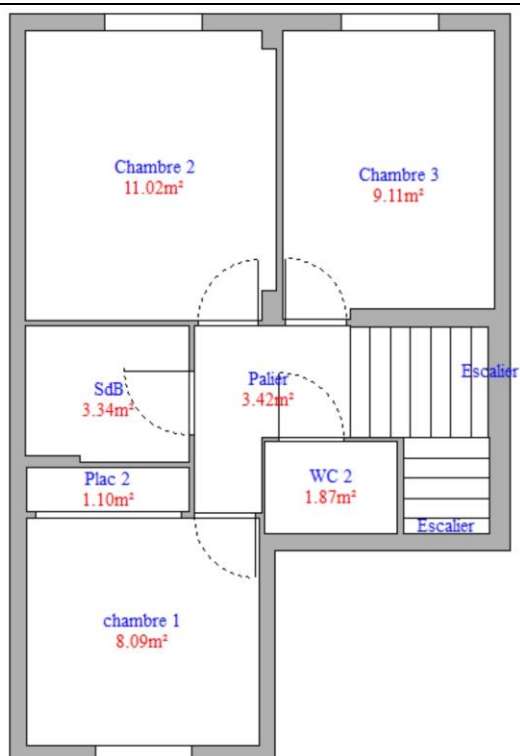 Chambre 2
11.02m²
Chambre 3
9.11m²
Escalier
SdB
3.34m²
Palier
3.42m²
Plac 2
1.10m²
WC 2
1.87m²
Escalier
chambre 1
8.09m²